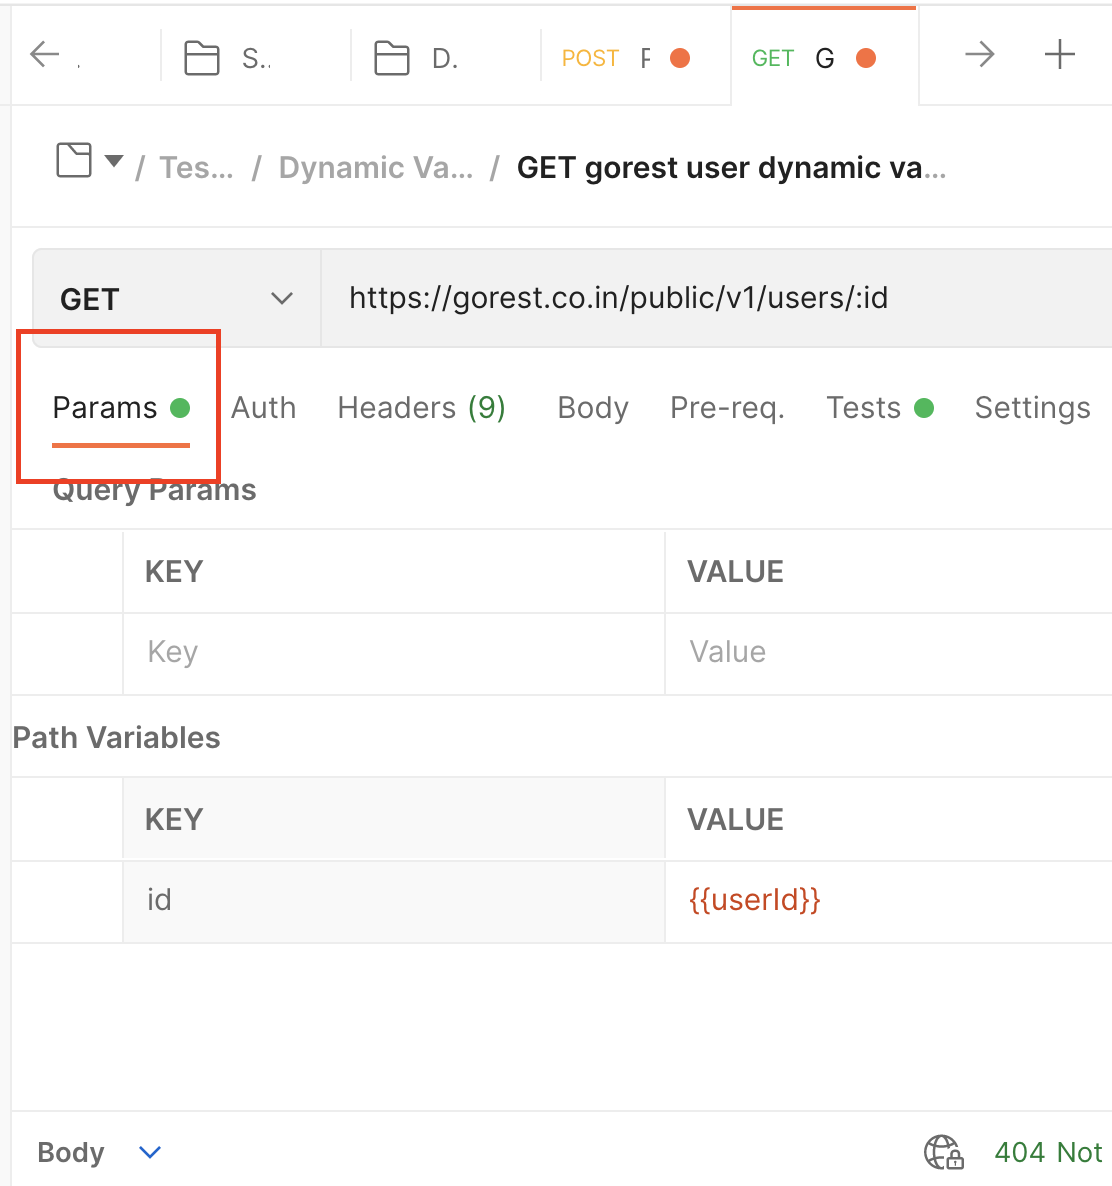 . S.. D. POST F GET G
/ Tes... / Dynamic Va... / GET gorest user dynamic va...
GET https://gorest.co.in/public/v1/users/:id
Params Auth Headers (9) Body Pre-req. Tests Settings
Query Params
KEY VALUE
Key Value
Path Variables
KEY VALUE
id {{userId}}
Body 404 Not